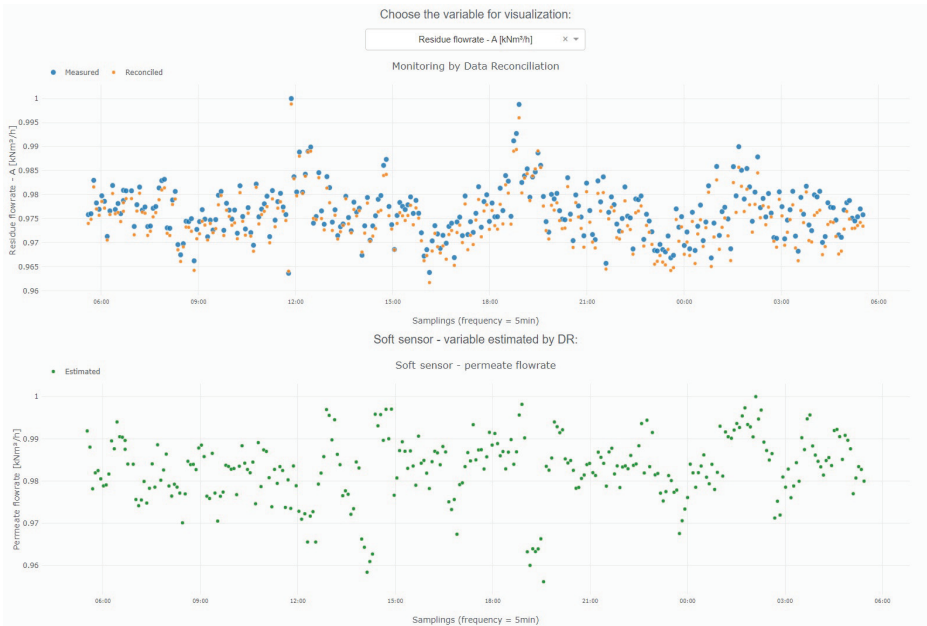 Choose the variable for visualization:
Residue flowrate - A [kNm³/h]
× ▾
Measured
Reconciled
Monitoring by Data Reconciliation
Residue flowrate - A [kNm³/h]
1
0.995
0.99
0.985
0.98
0.975
0.97
0.965
0.96
06:00 09:00 12:00 15:00 18:00 21:00 00:00 03:00 06:00
Samplings (frequency = 5min)
Soft sensor - variable estimated by DR:
Estimated
Soft sensor - permeate flowrate
Permeate flowrate [kNm³/h]
1
0.99
0.98
0.97
0.96
06:00 09:00 12:00 15:00 18:00 21:00 00:00 03:00 06:00
Samplings (frequency = 5min)